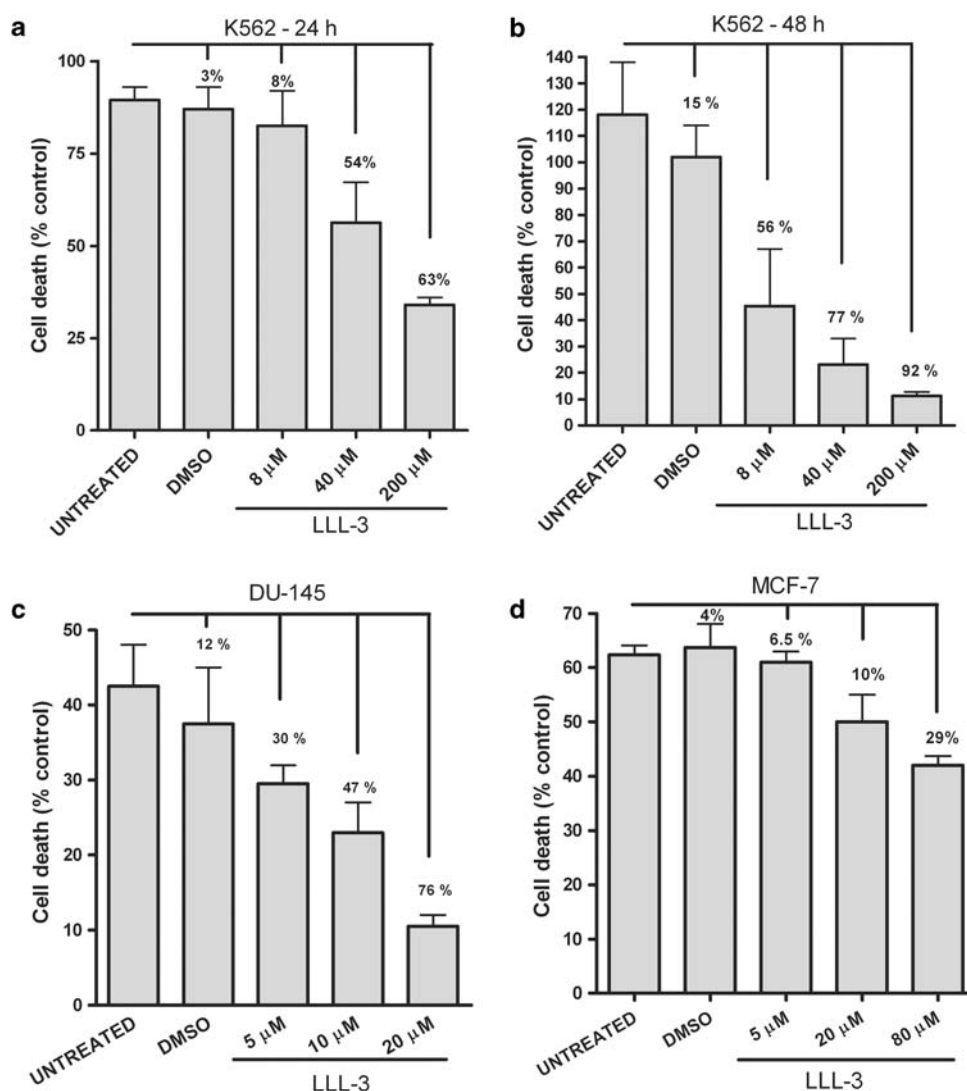 a
K562 - 24 h
Cell death (% control)
100
75
50
25
0
3%
8%
54%
63%
UNTREATED
DMSO
8 μM
40 μM
200 μM
LLL-3
b
K562 - 48 h
Cell death (% control)
140
130
120
110
100
90
80
70
60
50
40
30
20
10
0
15 %
56 %
77 %
92 %
UNTREATED
DMSO
8 μM
40 μM
200 μM
LLL-3
c
DU-145
Cell death (% control)
50
40
30
20
10
0
12 %
30 %
47 %
76 %
UNTREATED
DMSO
5 μM
10 μM
20 μM
LLL-3
d
MCF-7
Cell death (% control)
70
60
50
40
30
20
10
0
4%
6.5 %
10%
29%
UNTREATED
DMSO
5 μM
20 μM
80 μM
LLL-3